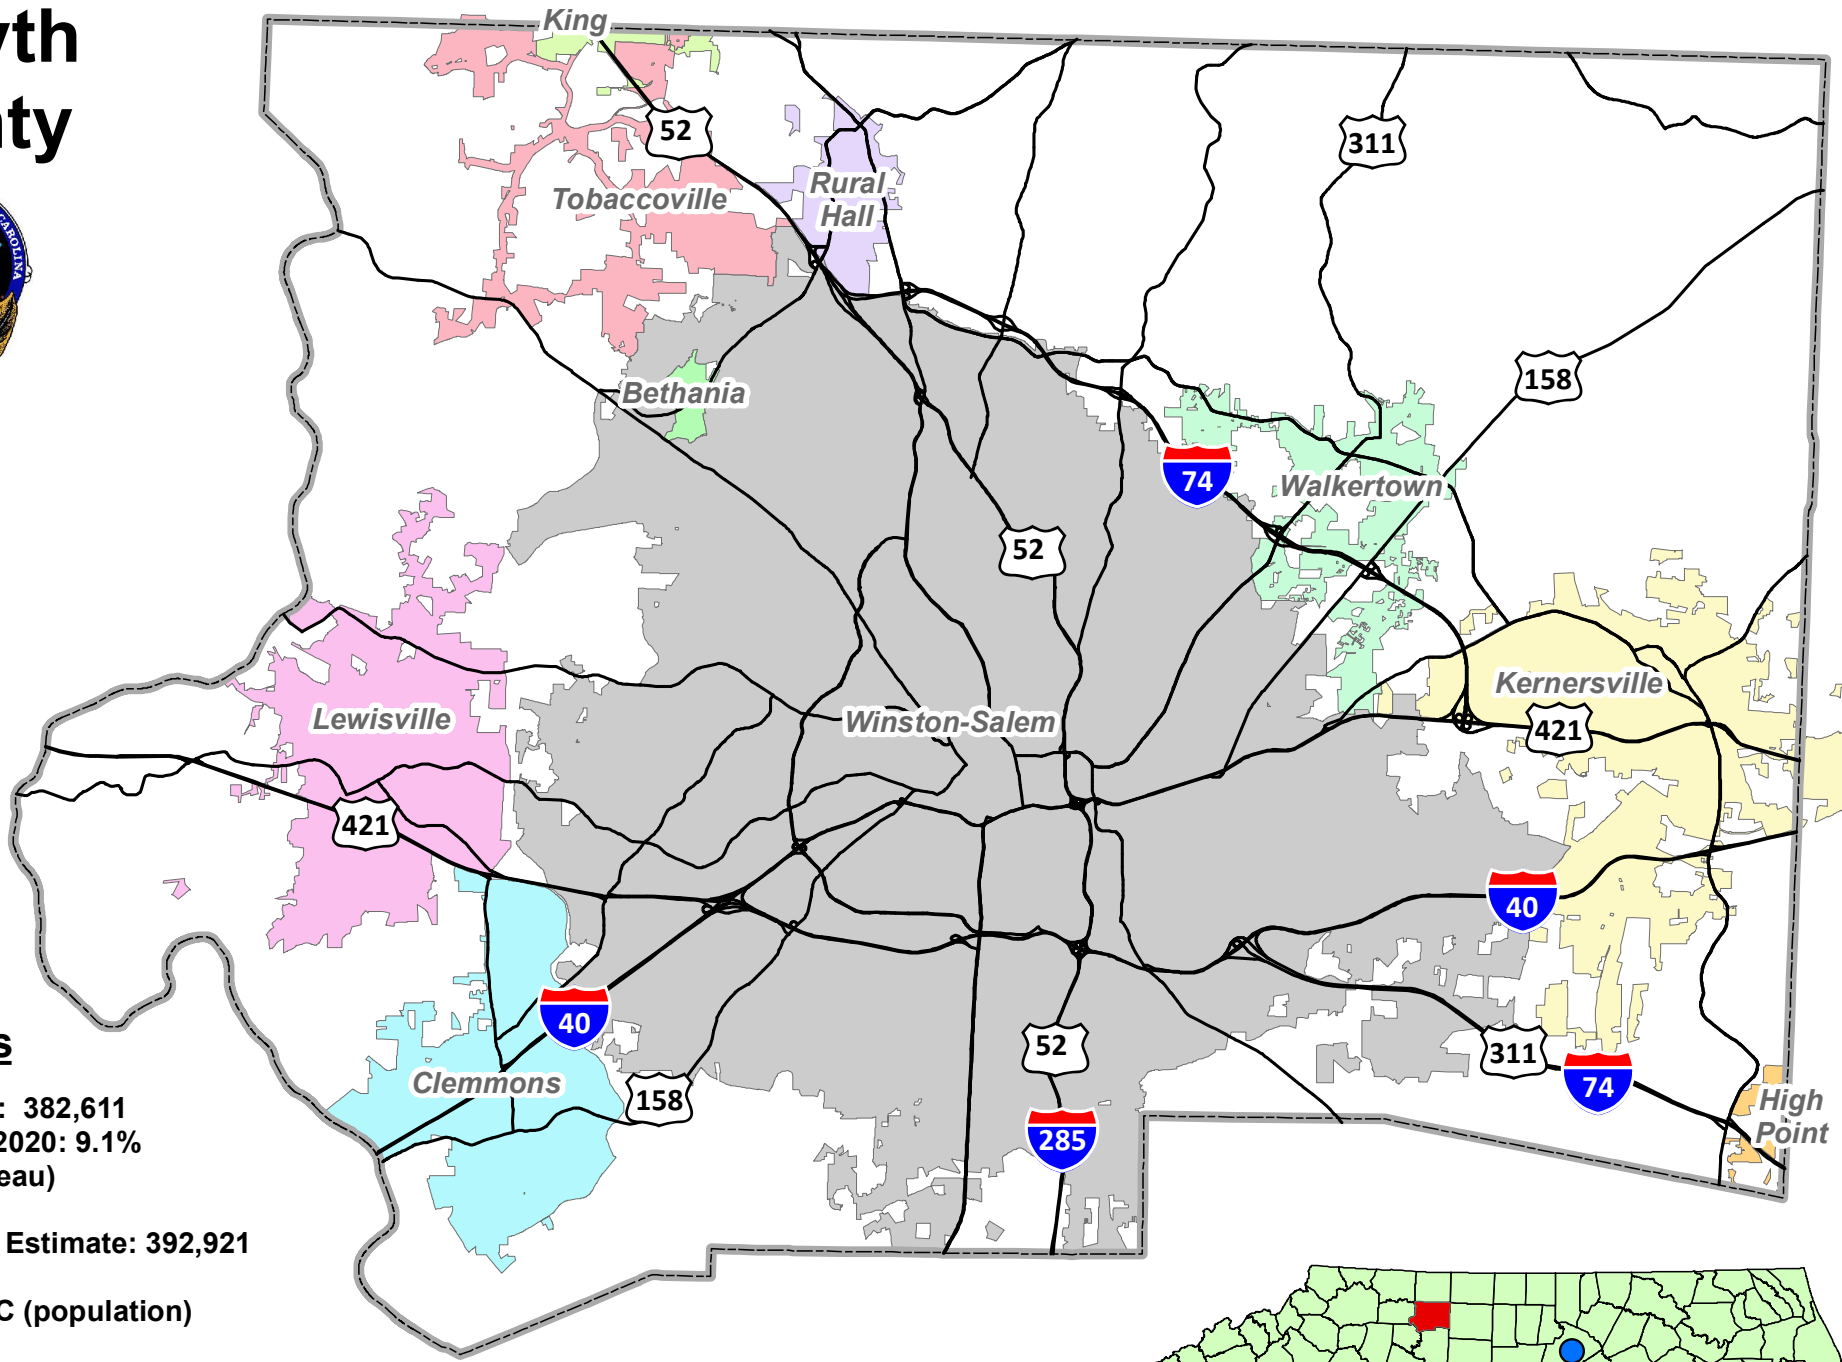 yth
nty
CAROLINA
King
52
311
Tobaccoville
Rural
Hall
158
Bethania
74
Walkertown
52
Kernersville
Lewisville
Winston-Salem
421
421
40
40
52
311
74
Clemmons
158
285
High
Point
s
: 382,611
2020: 9.1%
eau)
Estimate: 392,921
C (population)